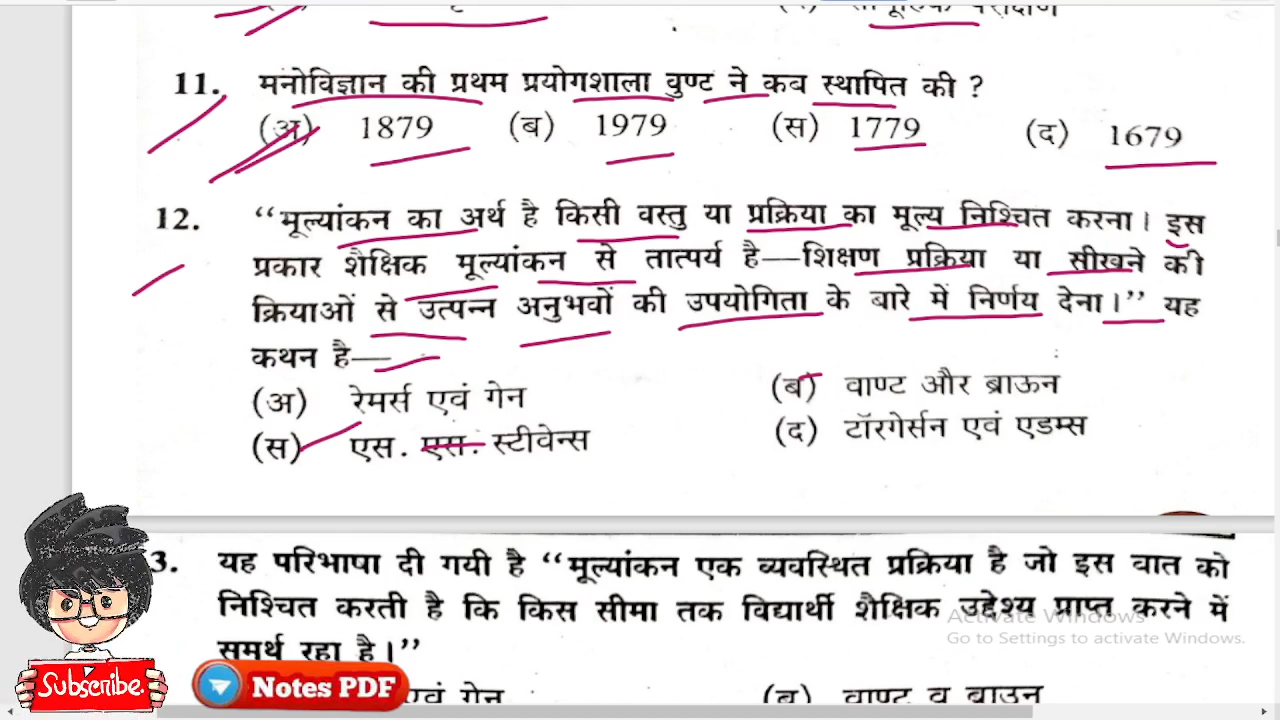 11. मनोविज्ञान की प्रथम प्रयोगशाला वुण्ट ने कब स्थापित की ?
(अ) 1879 (ब) 1979 (स) 1779 (द) 1679
12. “मूल्यांकन का अर्थ है किसी वस्तु या प्रक्रिया का मूल्य निश्चित करना। इस
प्रकार शैक्षिक मूल्यांकन से तात्पर्य है—शिक्षण प्रक्रिया या सीखने की
क्रियाओं से उत्पन्न अनुभवों की उपयोगिता के बारे में निर्णय देना।” यह
कथन है—
(अ) रेमर्स एवं गेन (ब) वाण्ट और ब्राऊन
(स) एस. एस. स्टीवेन्स (द) टॉरगेर्सन एवं एडम्स
3. यह परिभाषा दी गयी है “मूल्यांकन एक व्यवस्थित प्रक्रिया है जो इस वात को
निश्चित करती है कि किस सीमा तक विद्यार्थी शैक्षिक उद्देश्य प्राप्त करने में
समर्थ रहा है।”
एवं गेन (ब) वाण्ट व ब्राउन
Activate Windows
Go to Settings to activate Windows.
Subscribe.
Notes PDF